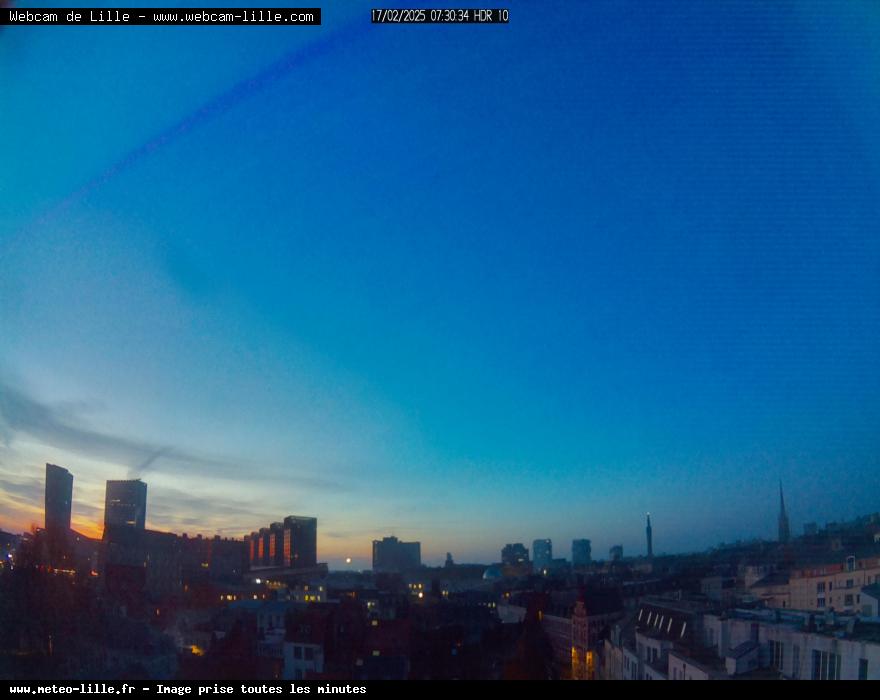 Webcam de Lille - www.webcam-lille.com
17/02/2025 07:30:34 HDR 10
www.meteo-lille.fr - Image prise toutes les minutes